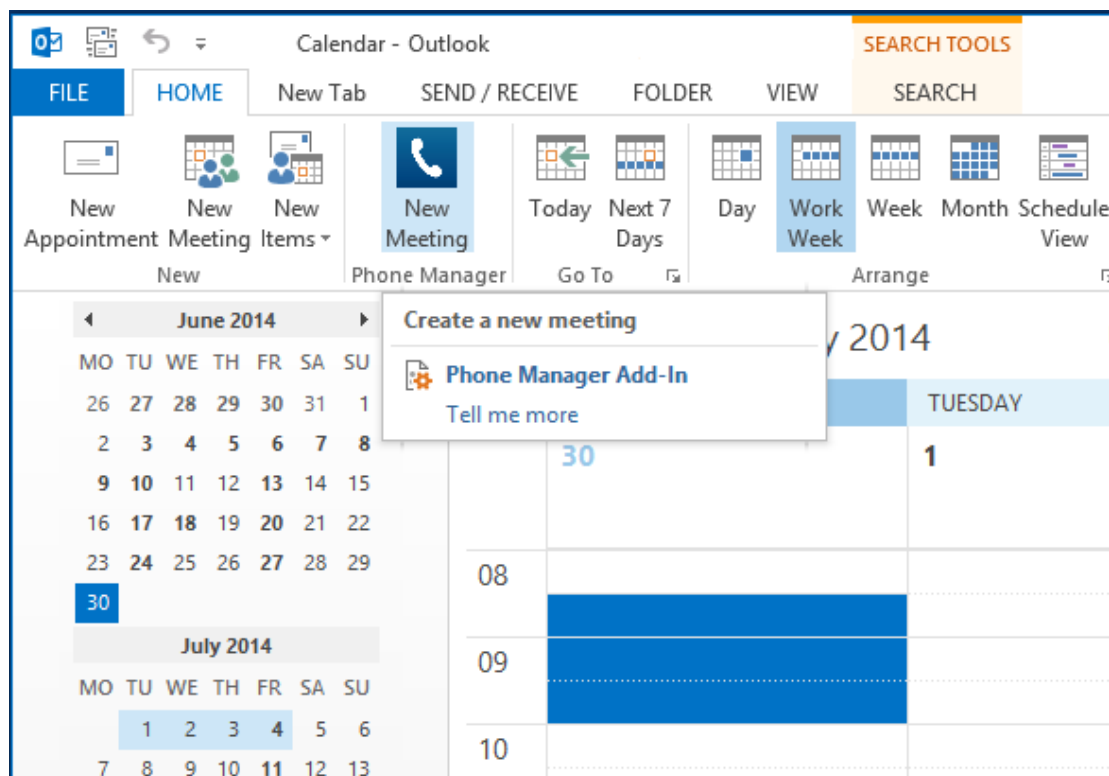 Calendar - Outlook
SEARCH TOOLS
FILE HOME New Tab SEND / RECEIVE FOLDER VIEW SEARCH
New Appointment
New Meeting
New Items
New Meeting
Today
Next 7 Days
Day
Work Week
Week
Month
Schedule View
New
Phone Manager
Go To
Arrange
Create a new meeting
Phone Manager Add-In
Tell me more
June 2014
MO TU WE TH FR SA SU
26 27 28 29 30 31 1
2 3 4 5 6 7 8
9 10 11 12 13 14 15
16 17 18 19 20 21 22
23 24 25 26 27 28 29
30
July 2014
MO TU WE TH FR SA SU
1 2 3 4 5 6
7 8 9 10 11 12 13
y 2014
TUESDAY
30 1
08
09
10